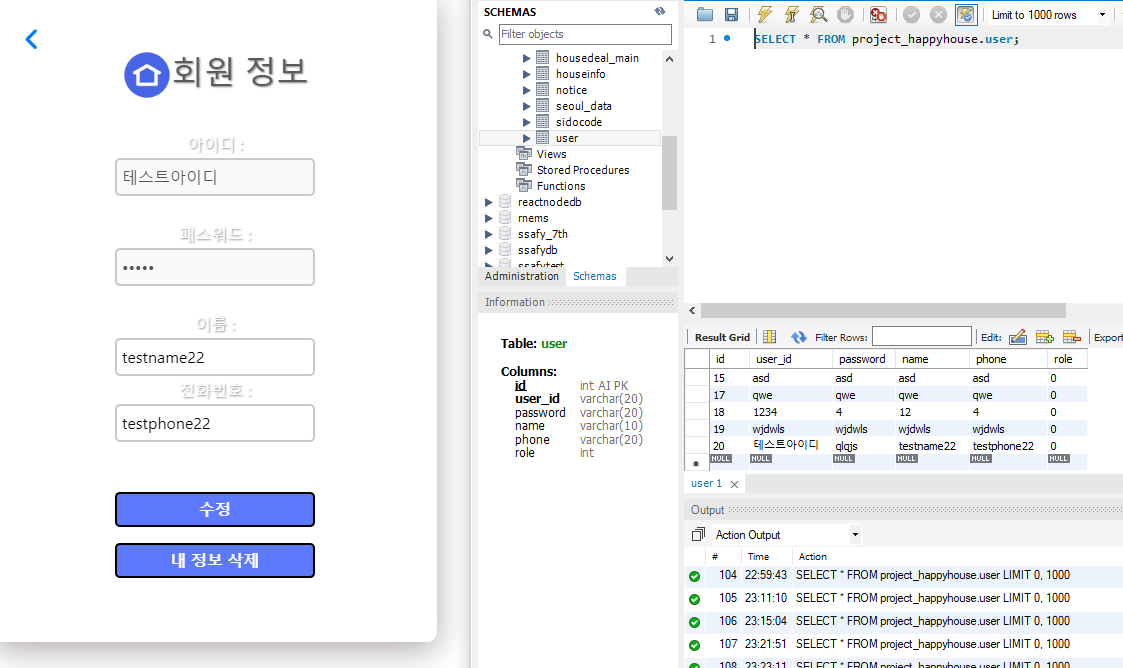 회원 정보
아이디 :
테스트아이디
패스워드 :
•••••
이름 :
testname22
전화번호 :
testphone22
수정
내 정보 삭제
SCHEMAS
Filter objects
housedeal_main
houseinfo
notice
seoul_data
sidocode
user
Views
Stored Procedures
Functions
reactnodedb
rnems
ssafy_7th
ssafydb
ssafytest
Administration Schemas
Information
Table: user
Columns:
id int AI PK
user_id varchar(20)
password varchar(20)
name varchar(10)
phone varchar(20)
role int
Limit to 1000 rows
1 SELECT * FROM project_happyhouse.user;
Result Grid Filter Rows: Edit: Export
id user_id password name phone role
15 asd asd asd asd 0
17 qwe qwe qwe qwe 0
18 1234 4 12 4 0
19 wjdwls wjdwls wjdwls wjdwls 0
20 테스트아이디 qlqjs testname22 testphone22 0
NULL NULL NULL NULL NULL NULL
user 1
Output
Action Output
# Time Action
104 22:59:43 SELECT * FROM project_happyhouse.user LIMIT 0, 1000
105 23:11:10 SELECT * FROM project_happyhouse.user LIMIT 0, 1000
106 23:15:04 SELECT * FROM project_happyhouse.user LIMIT 0, 1000
107 23:21:51 SELECT * FROM project_happyhouse.user LIMIT 0, 1000
108 23:23:11 SELECT * FROM project_happyhouse.user LIMIT 0, 1000